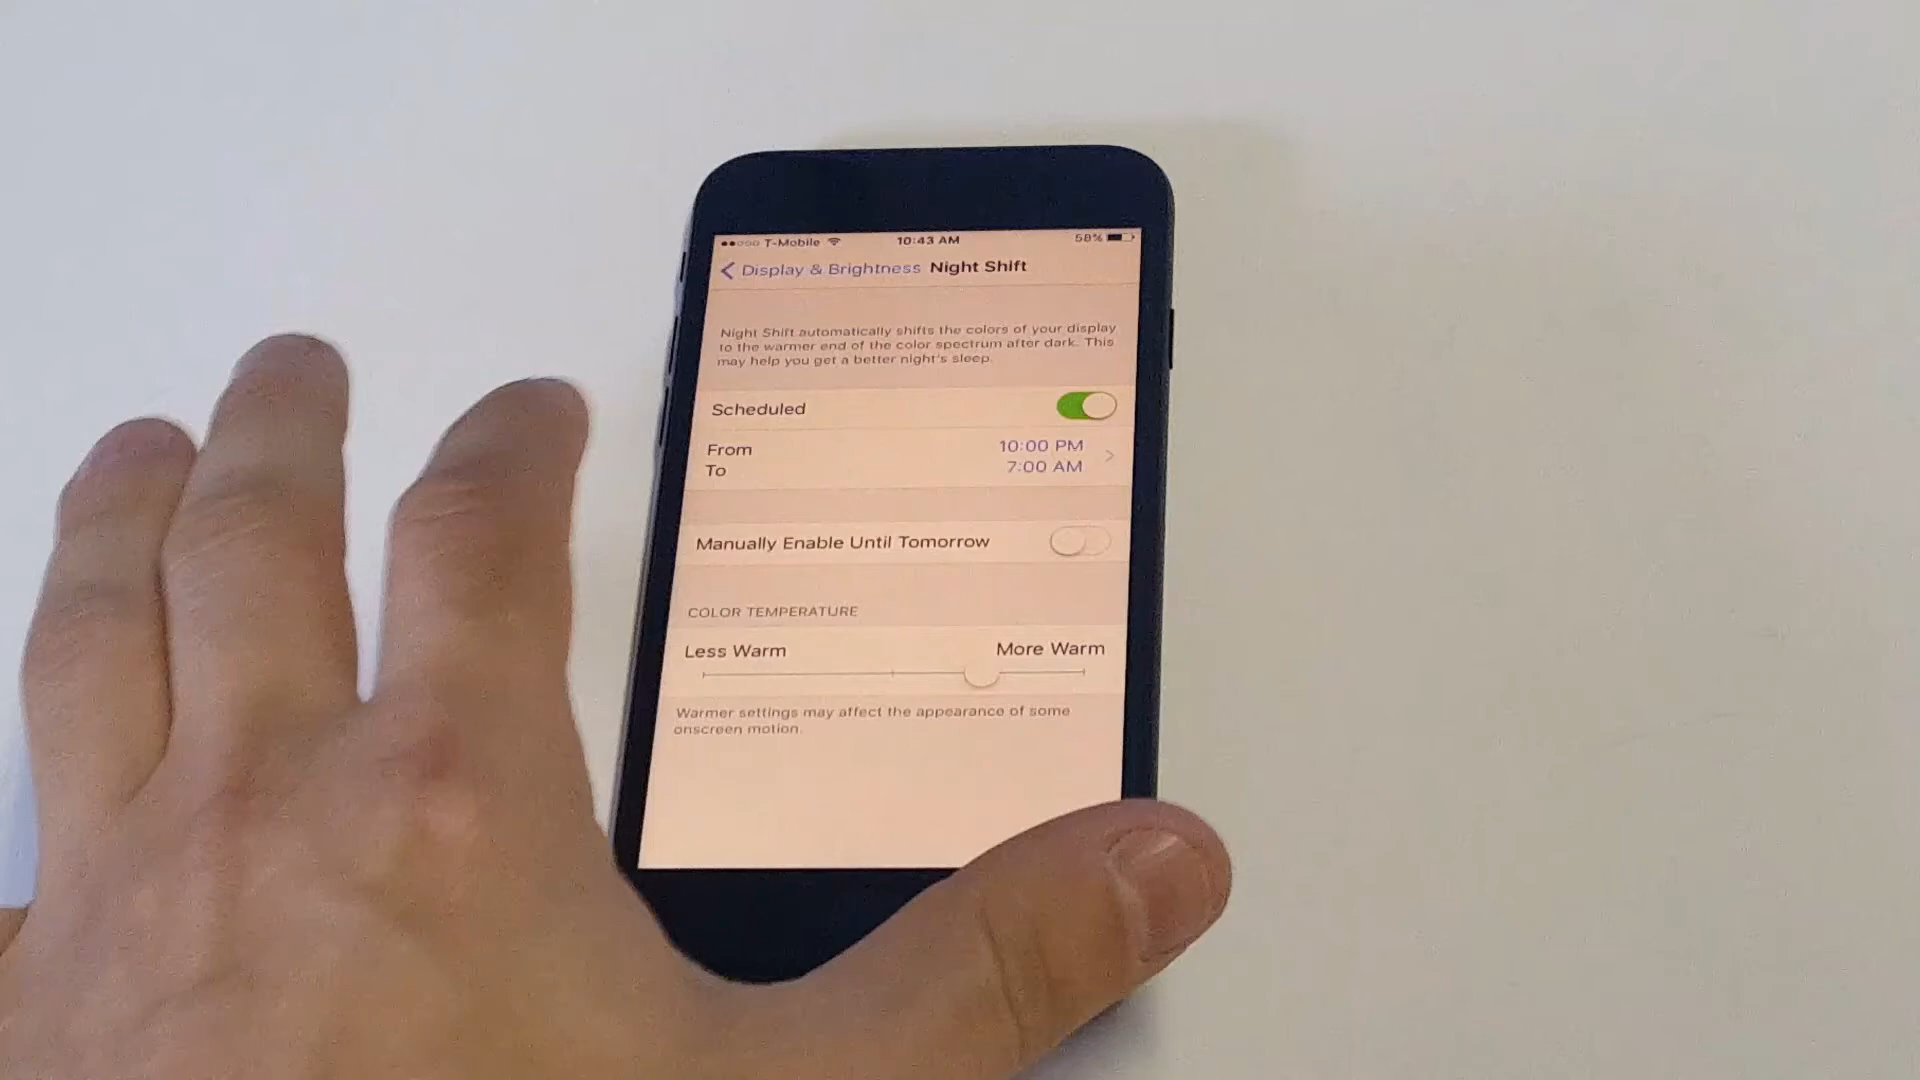 T-Mobile 10:43 AM 58%
Display & Brightness Night Shift
Night Shift automatically shifts the colors of your display
to the warmer end of the color spectrum after dark. This
may help you get a better night's sleep.
Scheduled
From 10:00 PM
To 7:00 AM
Manually Enable Until Tomorrow
COLOR TEMPERATURE
Less Warm More Warm
Warmer settings may affect the appearance of some
onscreen motion.